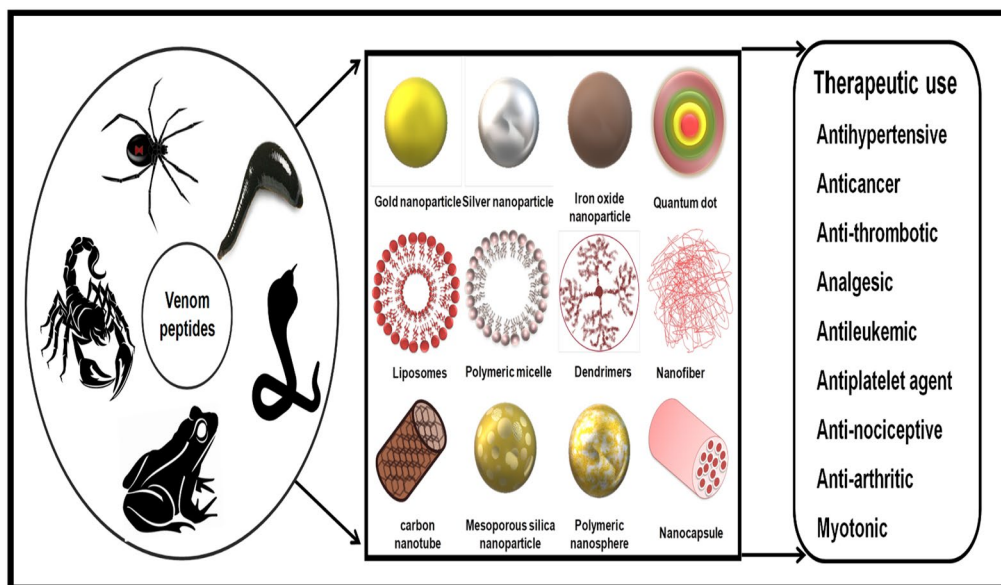 Venom
peptides
Gold nanoparticle
Silver nanoparticle
Iron oxide
nanoparticle
Quantum dot
Liposomes
Polymeric micelle
Dendrimers
Nanofiber
carbon
nanotube
Mesoporous silica
nanoparticle
Polymeric
nanosphere
Nanocapsule
Therapeutic use
Antihypertensive
Anticancer
Anti-thrombotic
Analgesic
Antileukemic
Antiplatelet agent
Anti-nociceptive
Anti-arthritic
Myotonic